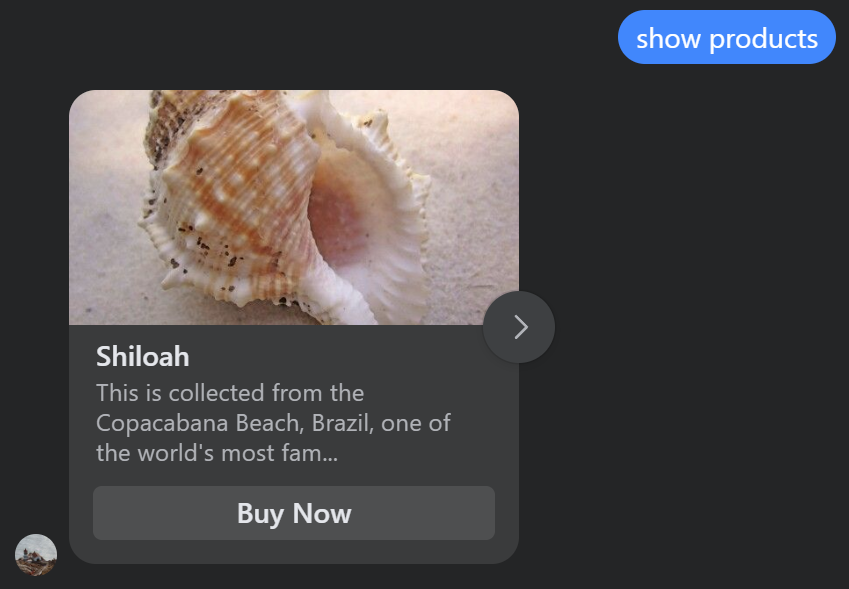 show products
Shiloah
This is collected from the
Copacabana Beach, Brazil, one of
the world's most fam...
Buy Now